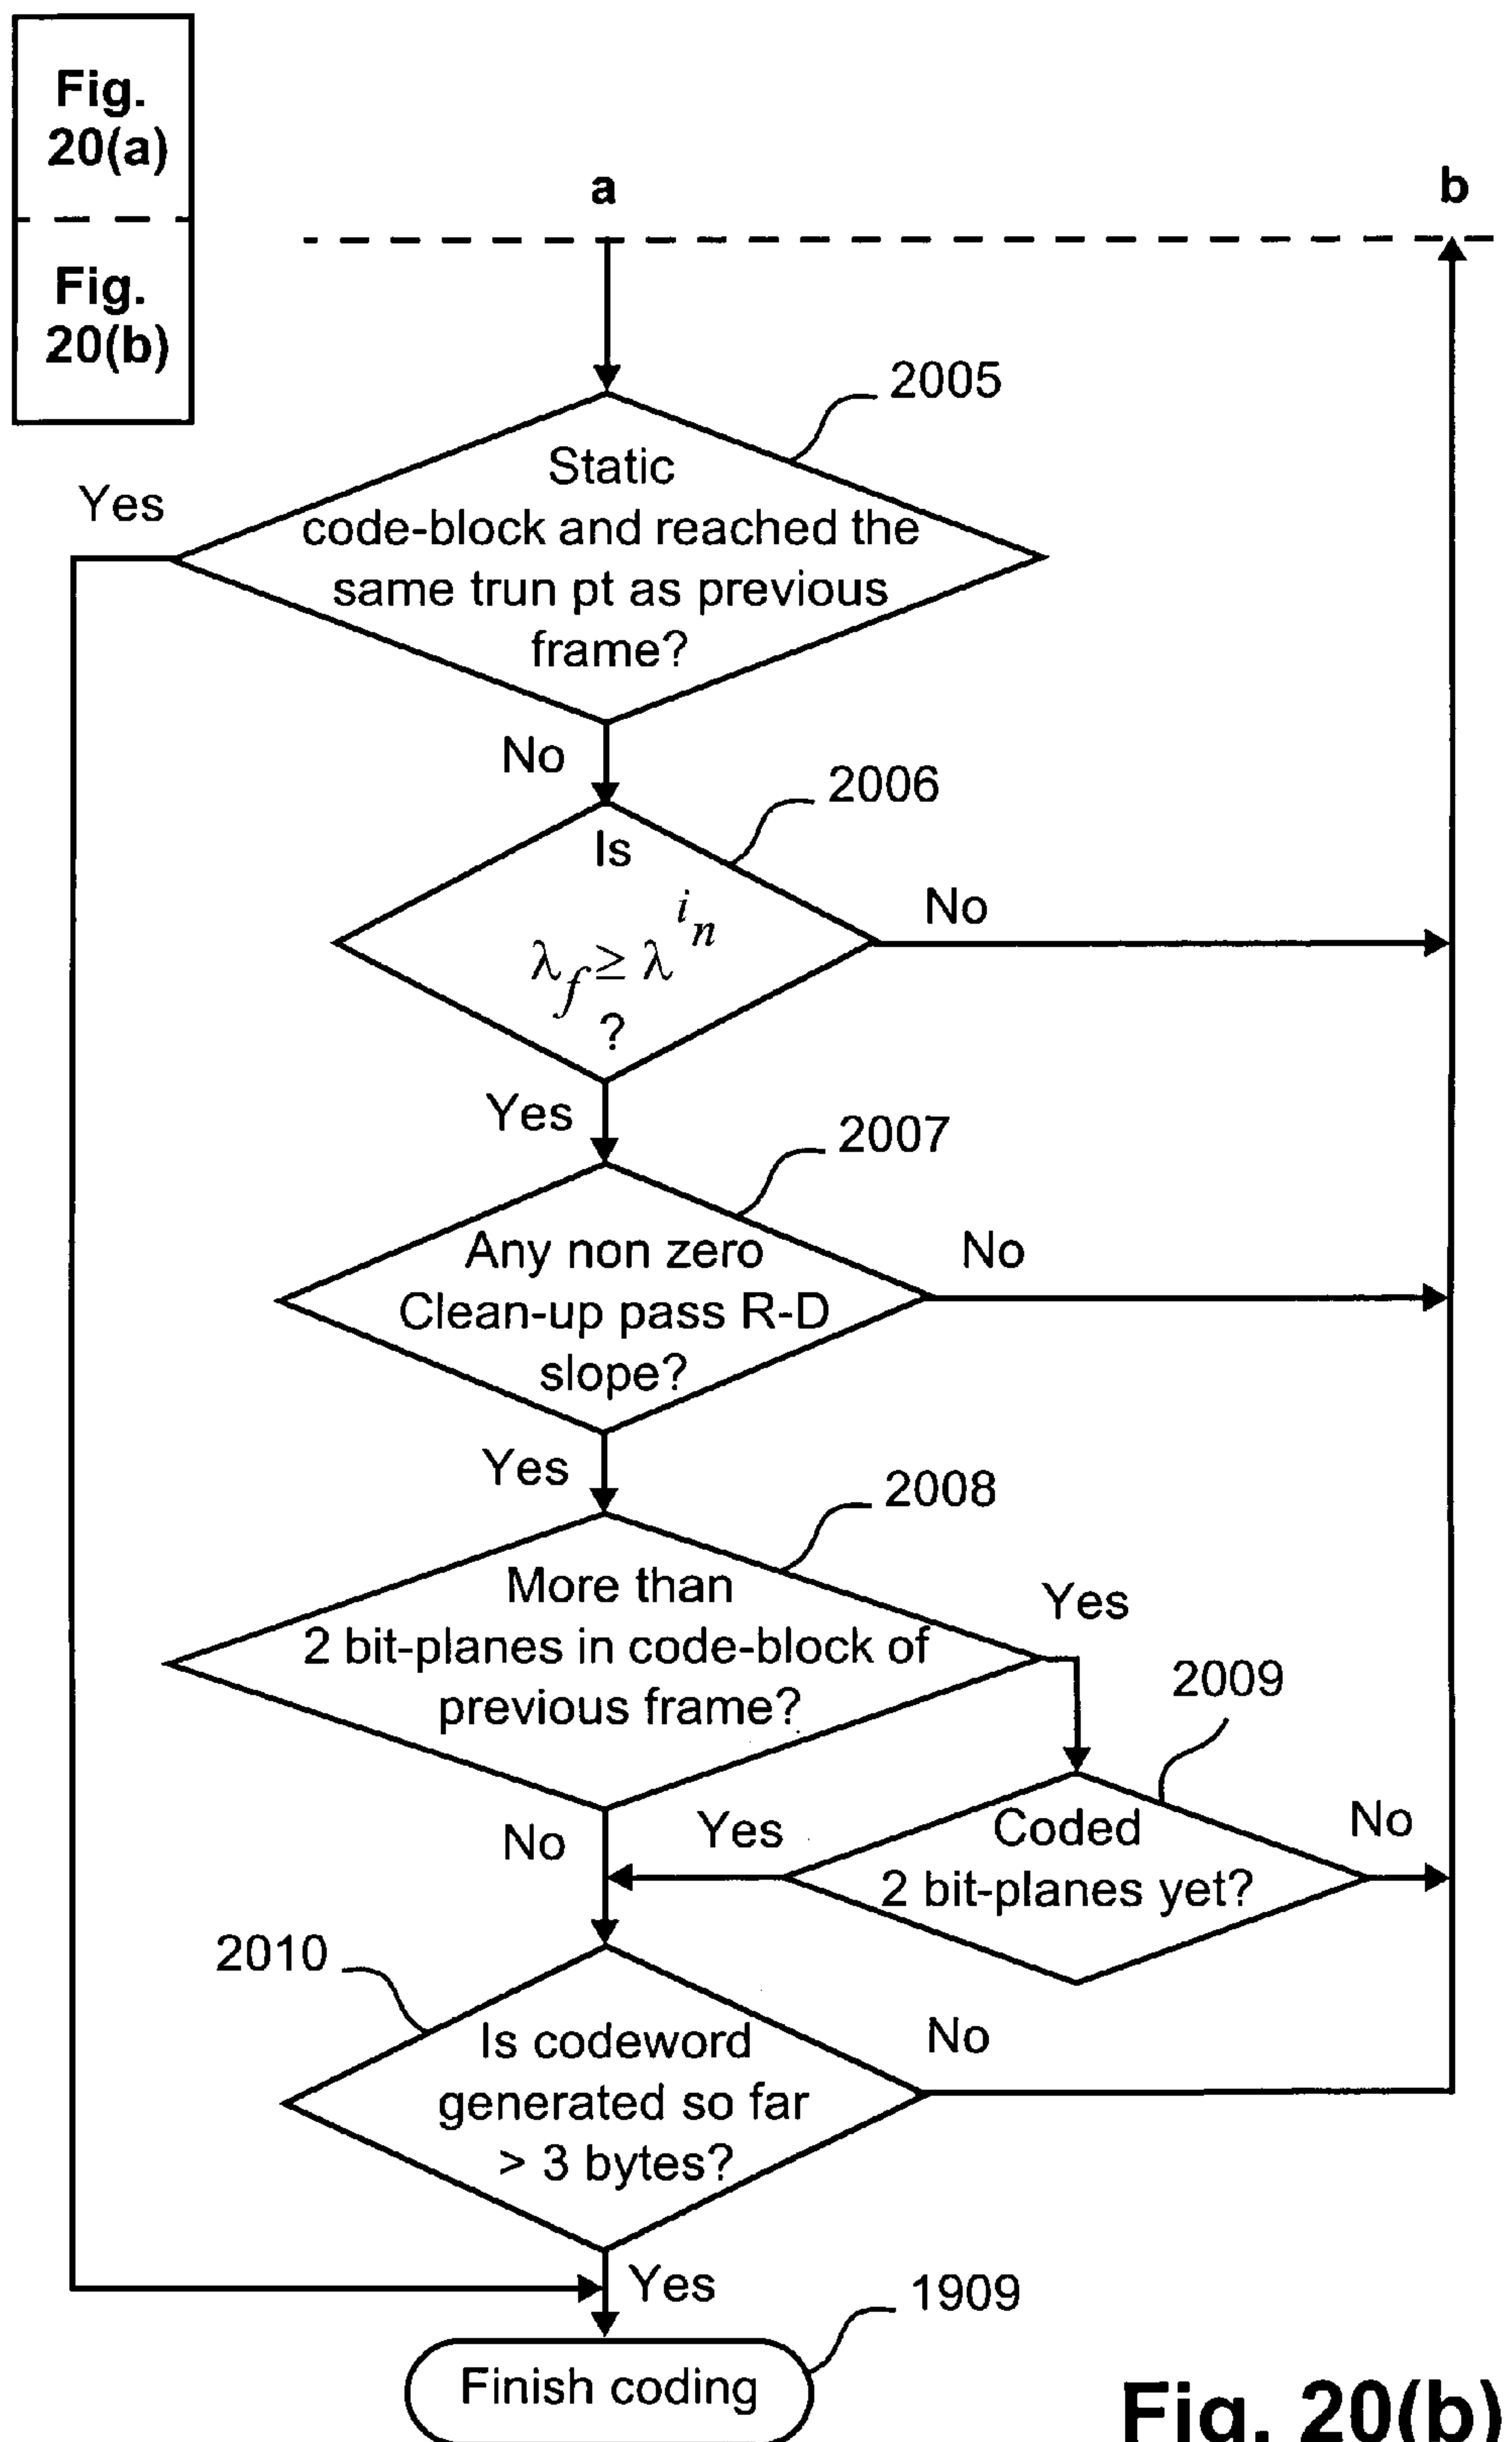 Fig.
20(a)
Fig.
20(b)
a
b
2005
Static
code-block and reached the
same trun pt as previous
frame?
Yes
No
2006
Is
λ_f ≥ λ^{i_n}
?
No
Yes
2007
Any non zero
Clean-up pass R-D
slope?
No
Yes
2008
More than
2 bit-planes in code-block of
previous frame?
Yes
2009
Coded
2 bit-planes yet?
Yes
No
No
2010
Is codeword
generated so far
> 3 bytes?
No
Yes
1909
Finish coding
Fig. 20(b)